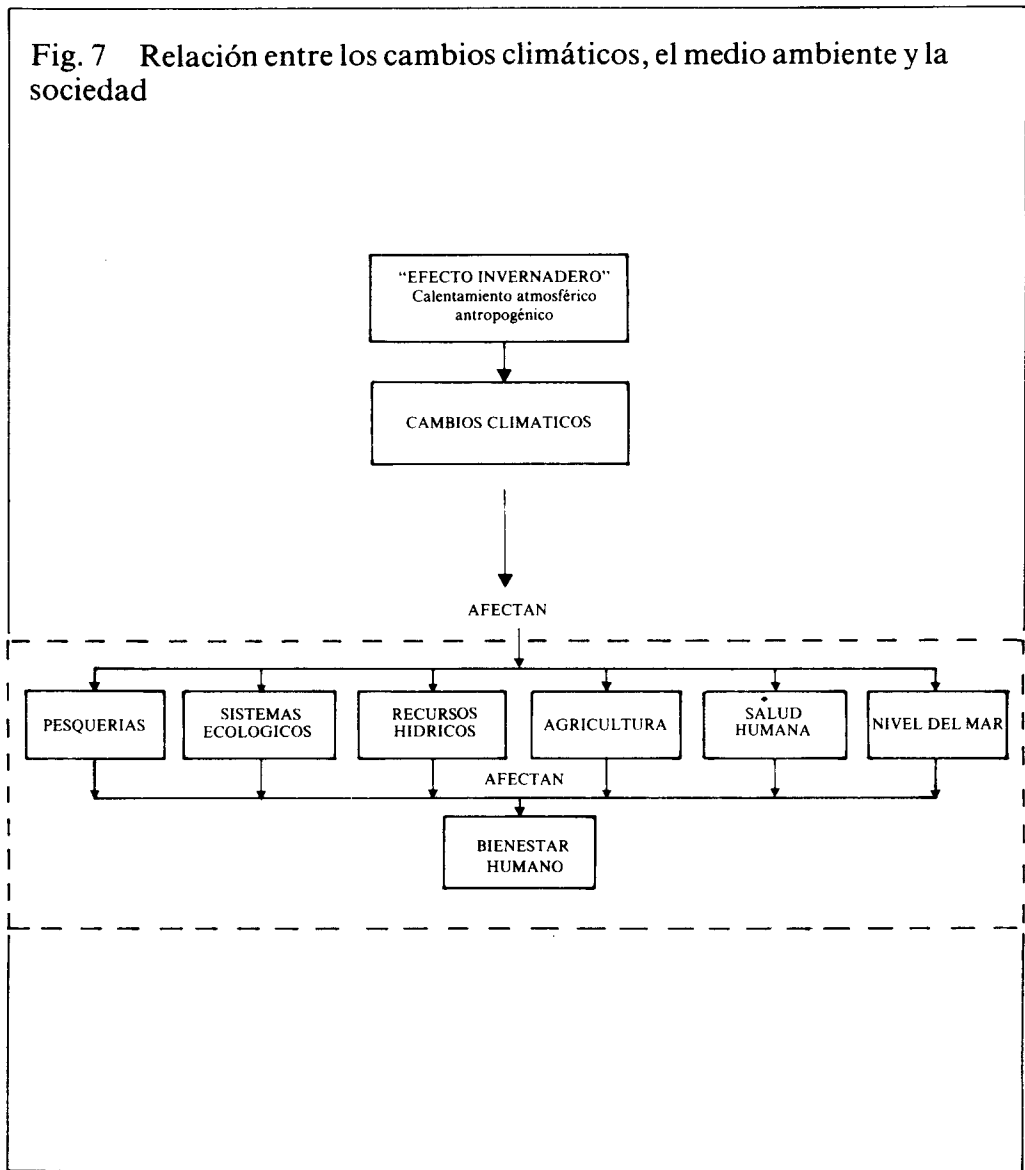 Fig. 7 Relación entre los cambios climáticos, el medio ambiente y la
sociedad
“EFECTO INVERNADERO”
Calentamiento atmosférico
antropogénico
CAMBIOS CLIMATICOS
AFECTAN
PESQUERIAS
SISTEMAS
ECOLOGICOS
RECURSOS
HIDRICOS
AGRICULTURA
SALUD
HUMANA
NIVEL DEL MAR
AFECTAN
BIENESTAR
HUMANO